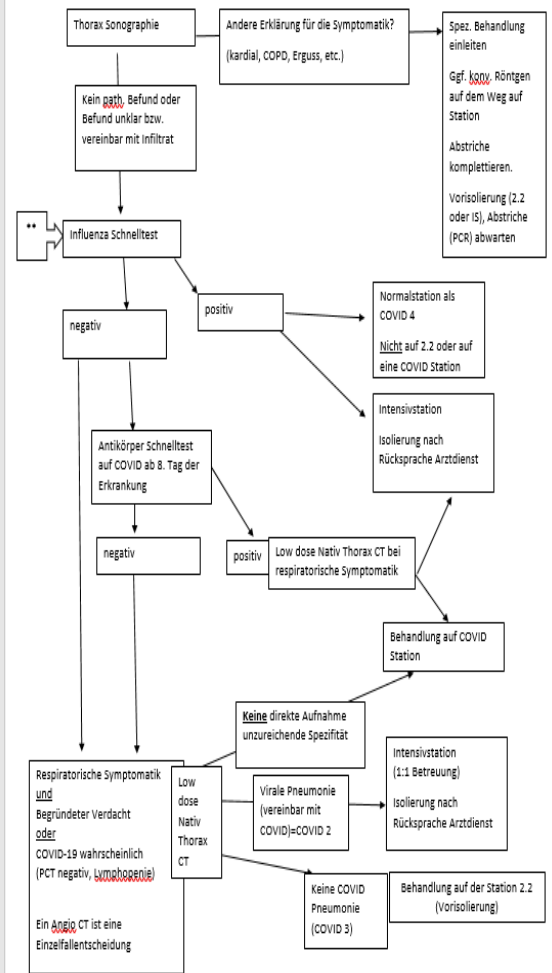 Thorax Sonographie
Andere Erklärung für die Symptomatik?
(kardial, COPD, Erguss, etc.)
Spez. Behandlung
einleiten
Ggf. konv. Röntgen
auf dem Weg auf
Station
Abstriche
komplettieren.
Vorisolierung (2.2
oder IS), Abstriche
(PCR) abwarten
Kein path. Befund oder
Befund unklar bzw.
vereinbar mit Infiltrat
**
Influenza Schnelltest
negativ
positiv
Normalstation als
COVID 4
Nicht auf 2.2 oder auf
eine COVID Station
Intensivstation
Isolierung nach
Rücksprache Arztdienst
Antikörper Schnelltest
auf COVID ab 8. Tag der
Erkrankung
negativ
positiv
Low dose Nativ Thorax CT bei
respiratorische Symptomatik
Behandlung auf COVID
Station
Keine direkte Aufnahme
unzureichende Spezifität
Respiratorische Symptomatik
und
Begründeter Verdacht
oder
COVID-19 wahrscheinlich
(PCT negativ, Lymphopenie)
Ein Angio CT ist eine
Einzelfallentscheidung
Low
dose
Nativ
Thorax
CT
Virale Pneumonie
(vereinbar mit
COVID)=COVID 2
Intensivstation
(1:1 Betreuung)
Isolierung nach
Rücksprache Arztdienst
Keine COVID
Pneumonie
(COVID 3)
Behandlung auf der Station 2.2
(Vorisolierung)